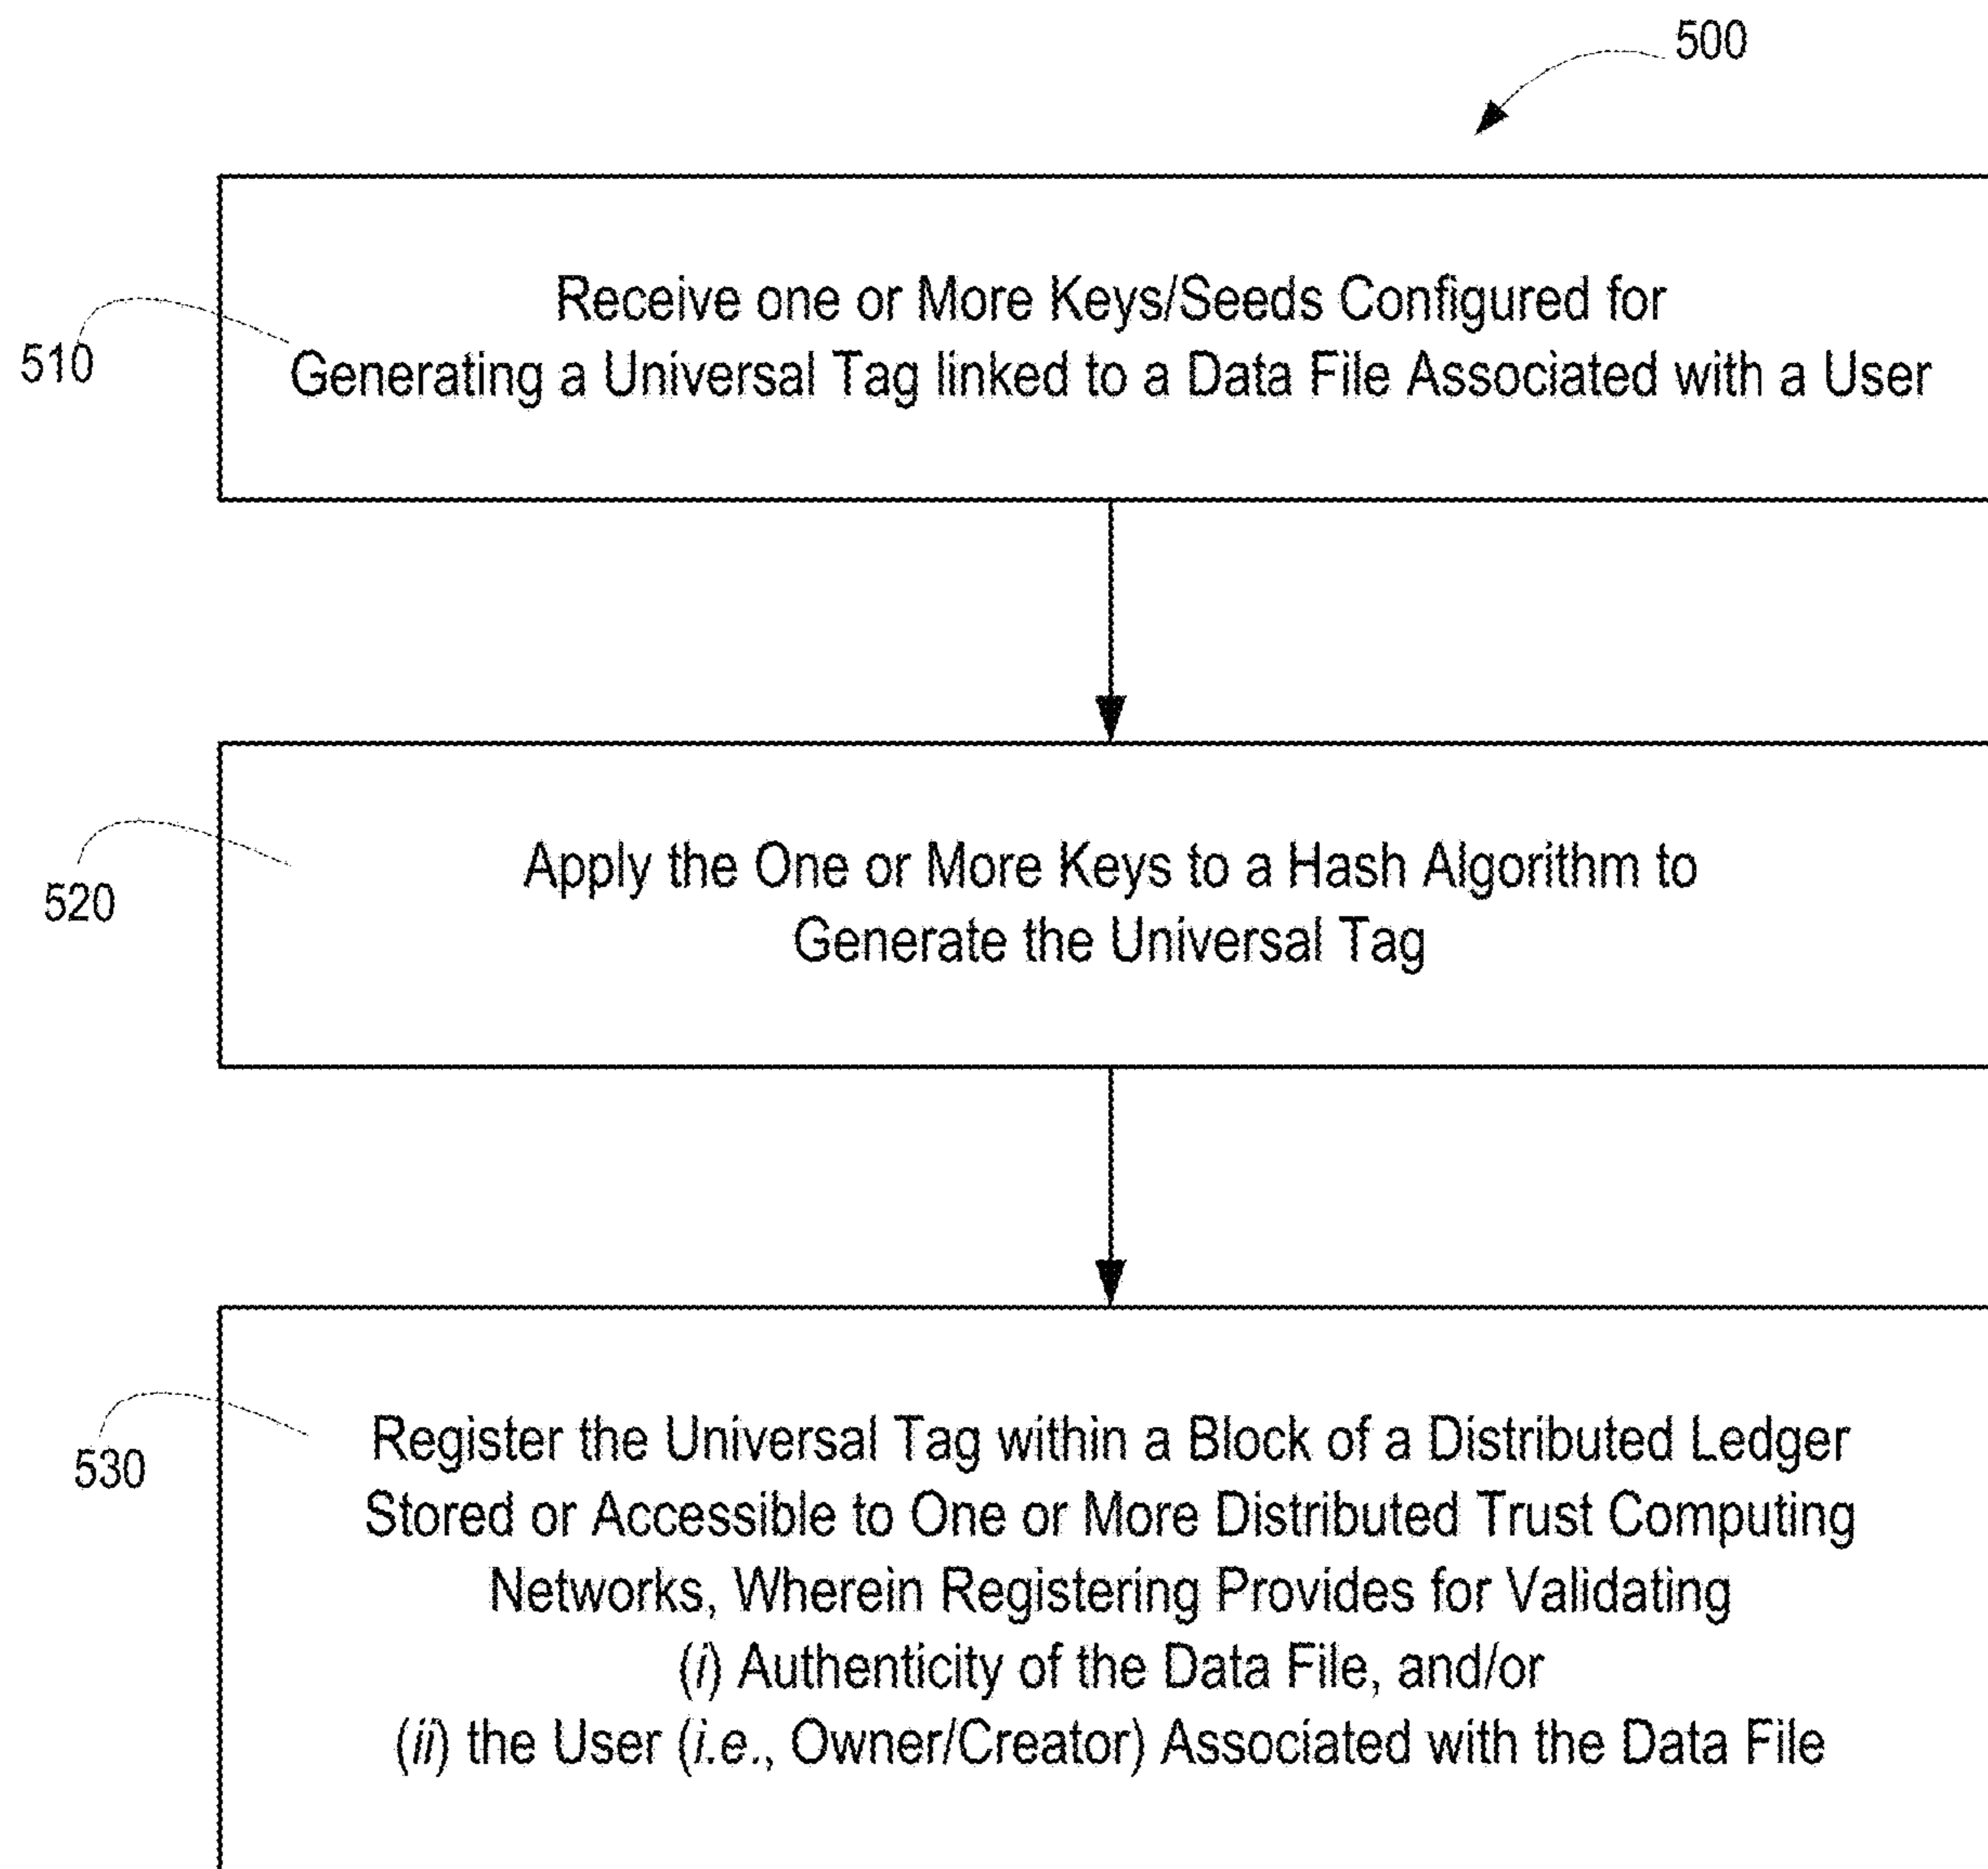 500
Receive one or More Keys/Seeds Configured for
Generating a Universal Tag linked to a Data File Associated with a User
510
Apply the One or More Keys to a Hash Algorithm to
Generate the Universal Tag
520
Register the Universal Tag within a Block of a Distributed Ledger
Stored or Accessible to One or More Distributed Trust Computing
Networks, Wherein Registering Provides for Validating
(i) Authenticity of the Data File, and/or
(ii) the User (i.e., Owner/Creator) Associated with the Data File
530